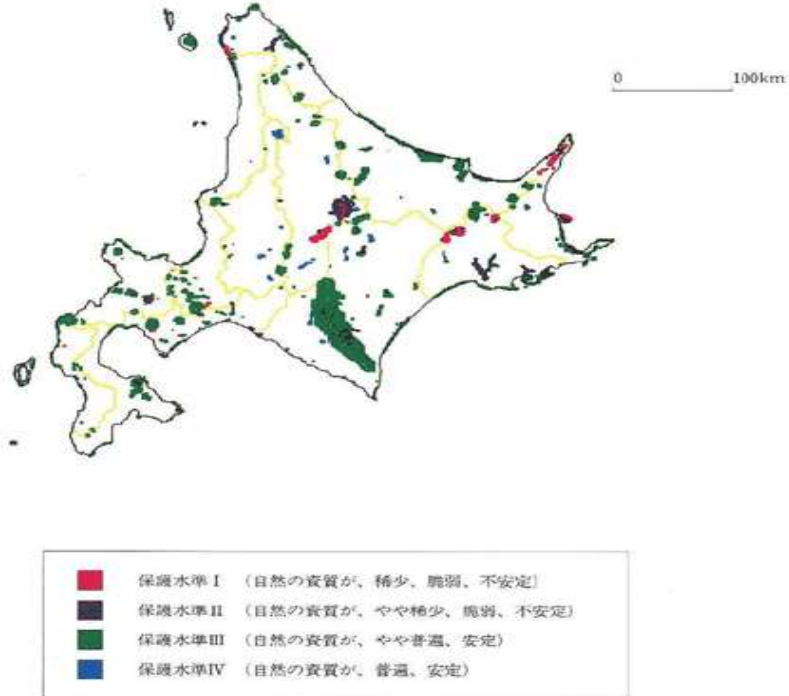 0 100km
保護水準Ⅰ (自然の資質が、稀少、脆弱、不安定]
保護水準Ⅱ (自然の資質が、やや稀少、脆弱、不安定)
保護水準Ⅲ (自然の資質が、やや普遍、安定)
保護水準Ⅳ (自然の資質が、普遍、安定)